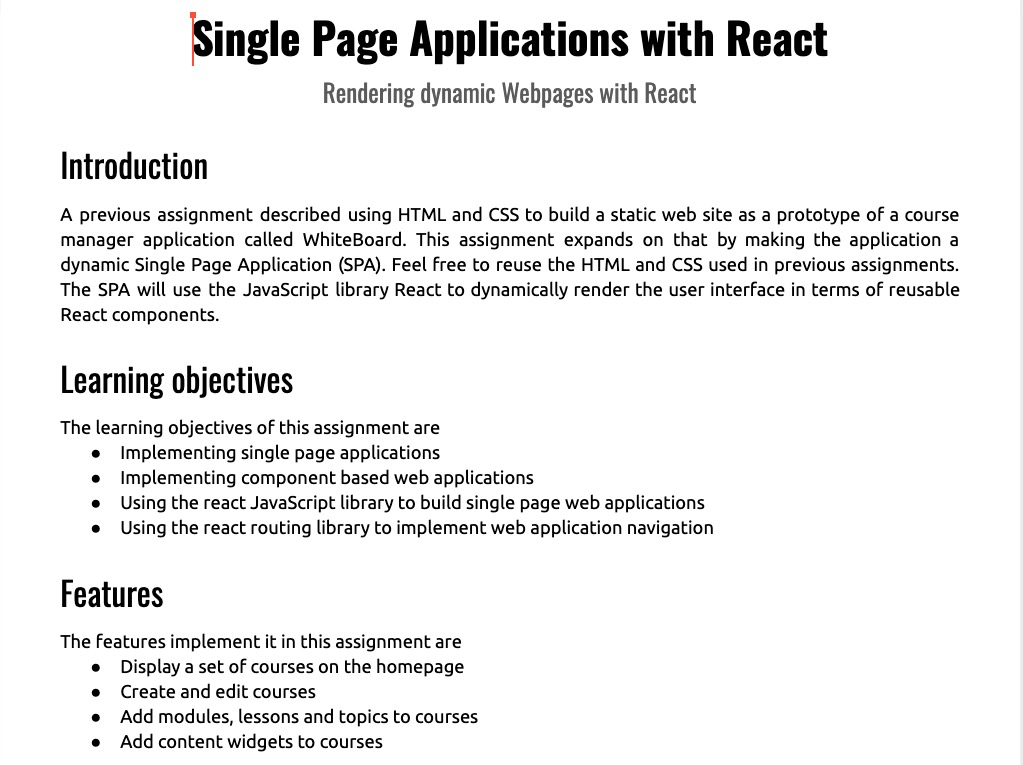 Single Page Applications with React
Rendering dynamic Webpages with React
Introduction
A previous assignment described using HTML and CSS to build a static web site as a prototype of a course
manager application called WhiteBoard. This assignment expands on that by making the application a
dynamic Single Page Application (SPA). Feel free to reuse the HTML and CSS used in previous assignments.
The SPA will use the JavaScript library React to dynamically render the user interface in terms of reusable
React components.
Learning objectives
The learning objectives of this assignment are
● Implementing single page applications
● Implementing component based web applications
● Using the react JavaScript library to build single page web applications
● Using the react routing library to implement web application navigation
Features
The features implement it in this assignment are
● Display a set of courses on the homepage
● Create and edit courses
● Add modules, lessons and topics to courses
● Add content widgets to courses